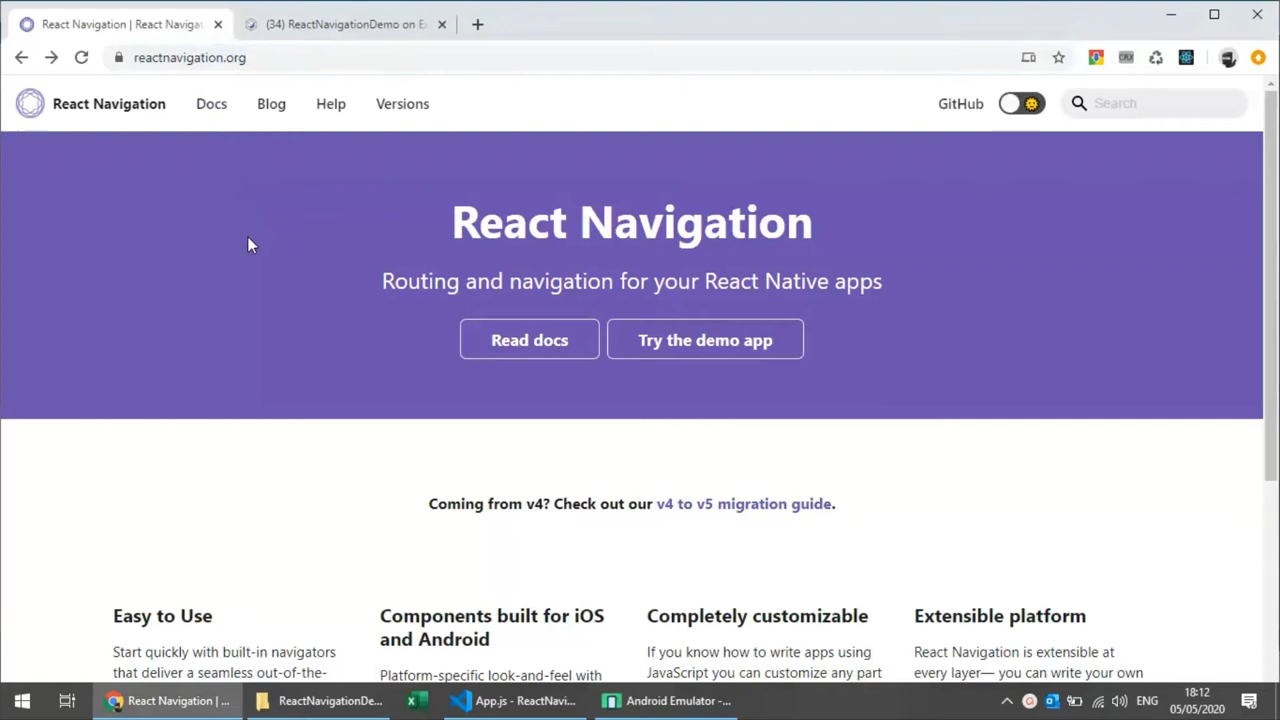 React Navigation | React Naviga
(34) ReactNavigationDemo on E
reactnavigation.org
React Navigation
Docs
Blog
Help
Versions
GitHub
Search
React Navigation
Routing and navigation for your React Native apps
Read docs
Try the demo app
Coming from v4? Check out our v4 to v5 migration guide.
Easy to Use
Start quickly with built-in navigators
that deliver a seamless out-of-the-
Components built for iOS
and Android
Platform-specific look-and-feel with
Completely customizable
If you know how to write apps using
JavaScript you can customize any part
Extensible platform
React Navigation is extensible at
every layer— you can write your own
React Navigation | ...
ReactNavigationDe...
App.js - ReactNavi...
Android Emulator -...
ENG
18:12
05/05/2020